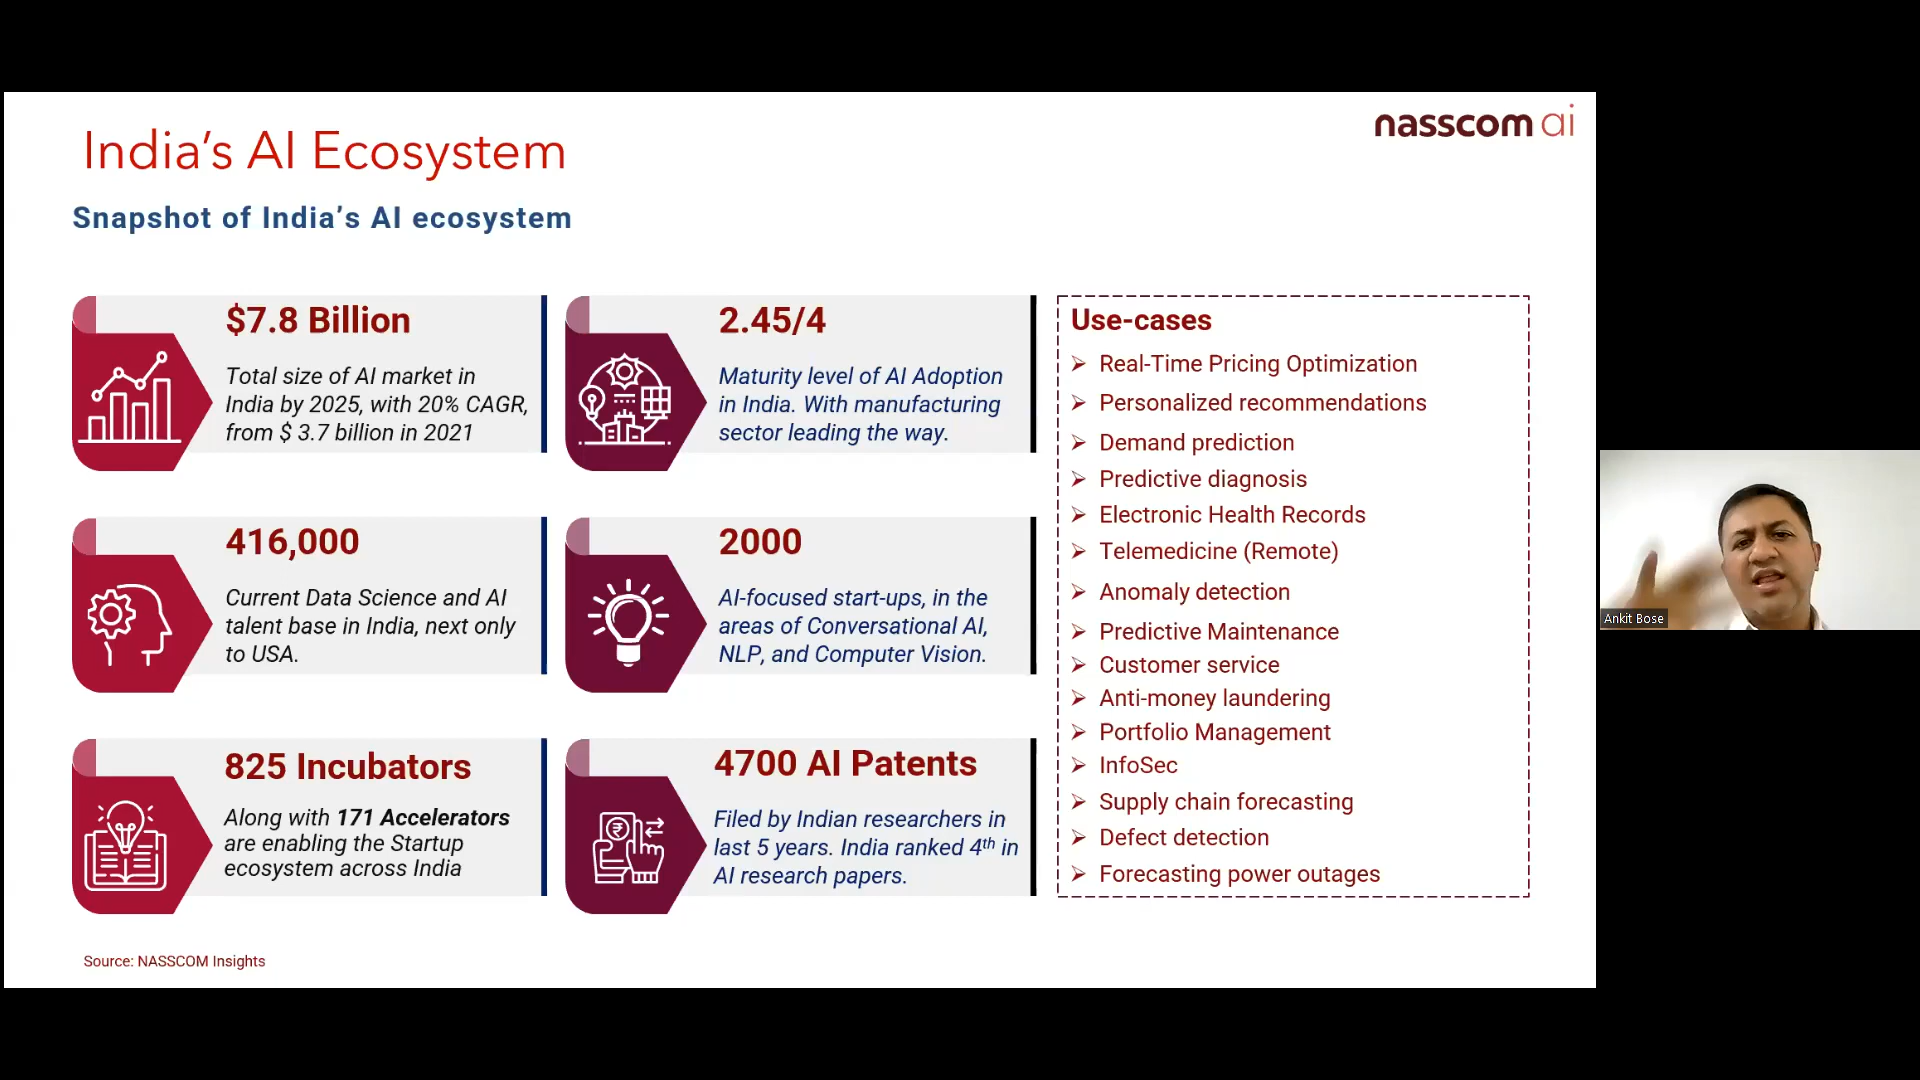 India's AI Ecosystem
nasscom ai
Snapshot of India's AI ecosystem
$7.8 Billion
Total size of AI market in
India by 2025, with 20% CAGR,
from $ 3.7 billion in 2021
2.45/4
Maturity level of AI Adoption
in India. With manufacturing
sector leading the way.
416,000
Current Data Science and AI
talent base in India, next only
to USA.
2000
AI-focused start-ups, in the
areas of Conversational AI,
NLP, and Computer Vision.
825 Incubators
Along with 171 Accelerators
are enabling the Startup
ecosystem across India
4700 AI Patents
₹
Filed by Indian researchers in
last 5 years. India ranked 4th in
AI research papers.
Use-cases
Real-Time Pricing Optimization
Personalized recommendations
Demand prediction
Predictive diagnosis
Electronic Health Records
Telemedicine (Remote)
Anomaly detection
Predictive Maintenance
Customer service
Anti-money laundering
Portfolio Management
InfoSec
Supply chain forecasting
Defect detection
Forecasting power outages
Source: NASSCOM Insights
Ankit Bose